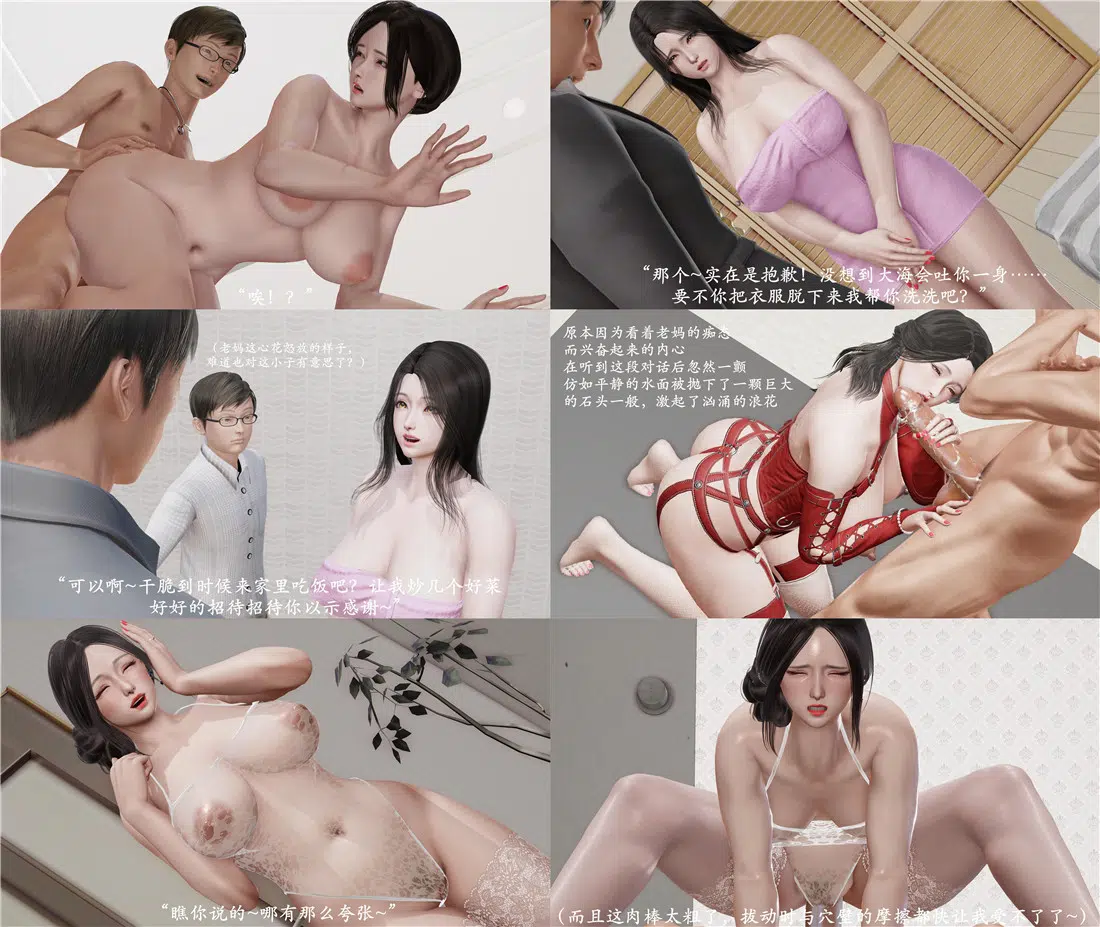 “唉！？”
“那个~实在是抱歉！没想到大海会吐你一身……
要不你把衣服脱下来我帮你洗洗吧？”
（老妈这心花怒放的样子，
难道也对这小子有意思了？）
“可以啊~干脆到时候来家里吃饭吧？让我炒几个好菜
好好的招待招待你以示感谢~”
原本因为看着老妈的痴态
而兴奋起来的内心
在听到这段对话后忽然一颗
仿如平静的水面被抛下了一颗巨大
的石头一般，激起了汹涌的浪花
“瞧你说的~哪有那么夸张~”
（而且这肉棒太粗了，拔动时与穴壁的摩擦都快让我受不了了~）